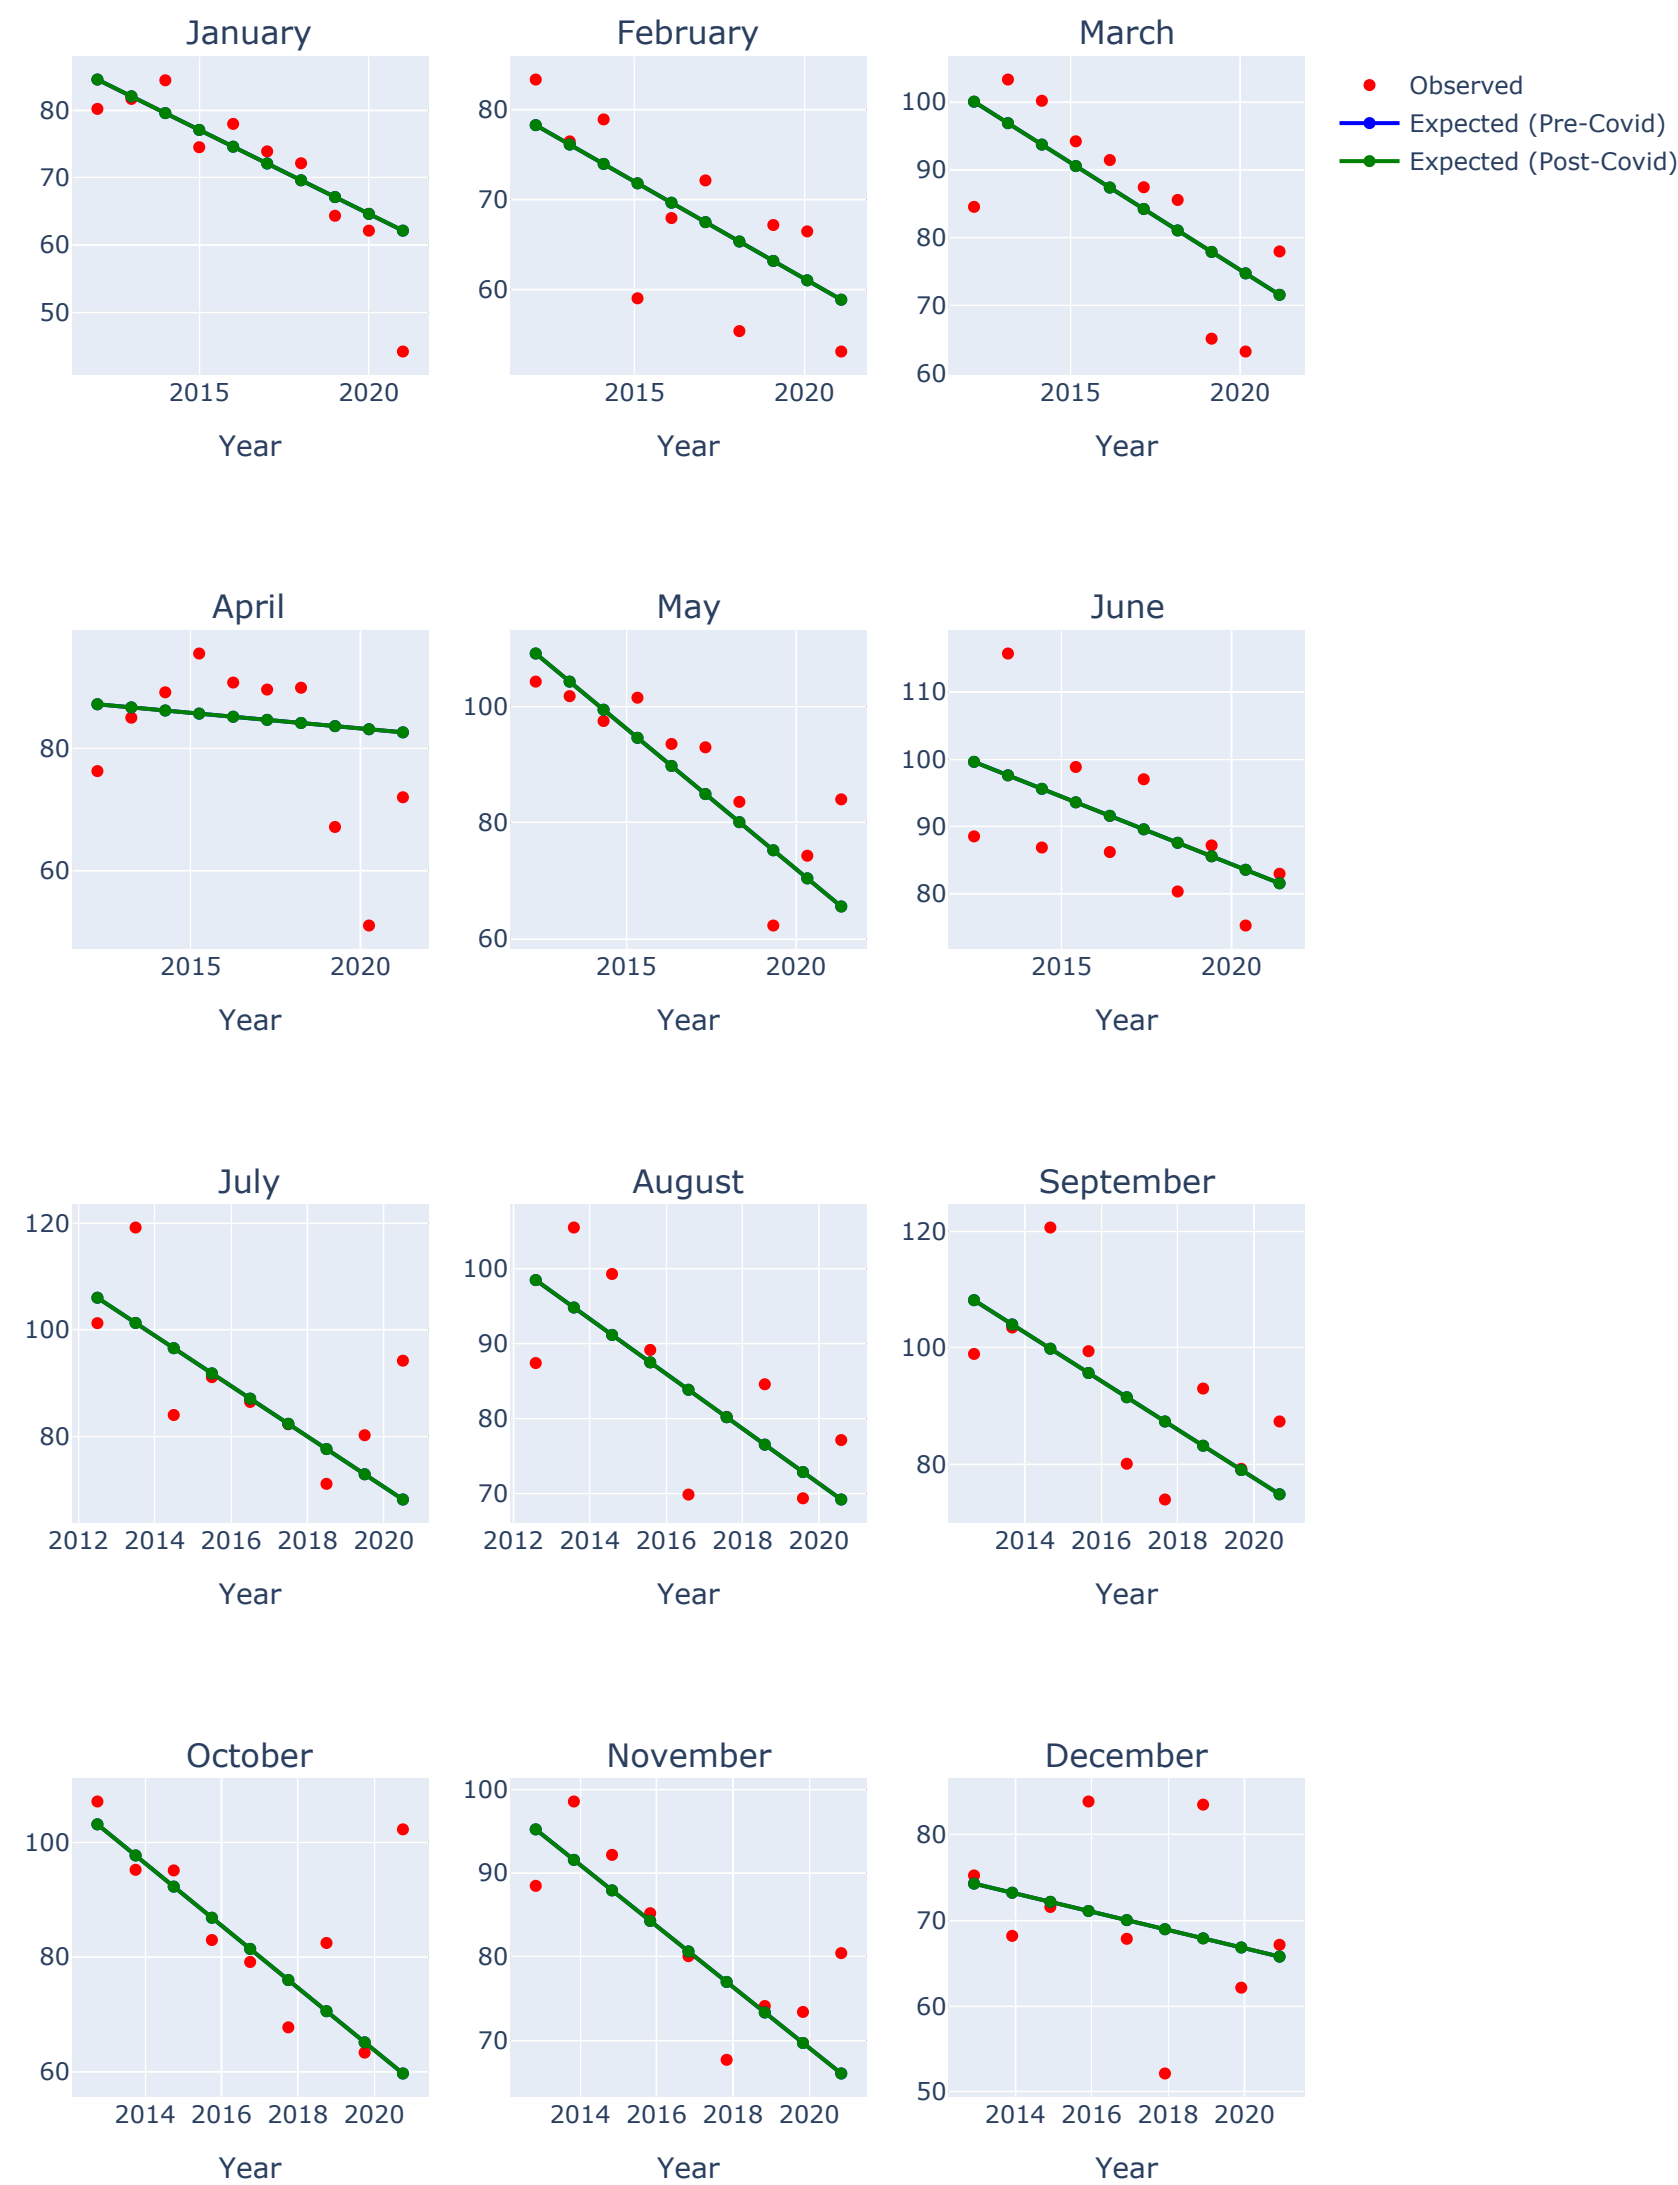 January
February
March
Observed
Expected (Pre-Covid)
Expected (Post-Covid)
80
70
60
50
2015
2020
Year
80
70
60
2015
2020
Year
100
90
80
70
60
2015
2020
Year
April
May
June
80
60
2015
2020
Year
100
80
60
2015
2020
Year
110
100
90
80
2015
2020
Year
July
August
September
120
100
80
2012 2014 2016 2018 2020
Year
100
90
80
70
2012 2014 2016 2018 2020
Year
120
100
80
2014 2016 2018 2020
Year
October
November
December
100
80
60
2014 2016 2018 2020
Year
100
90
80
70
2014 2016 2018 2020
Year
80
70
60
50
2014 2016 2018 2020
Year